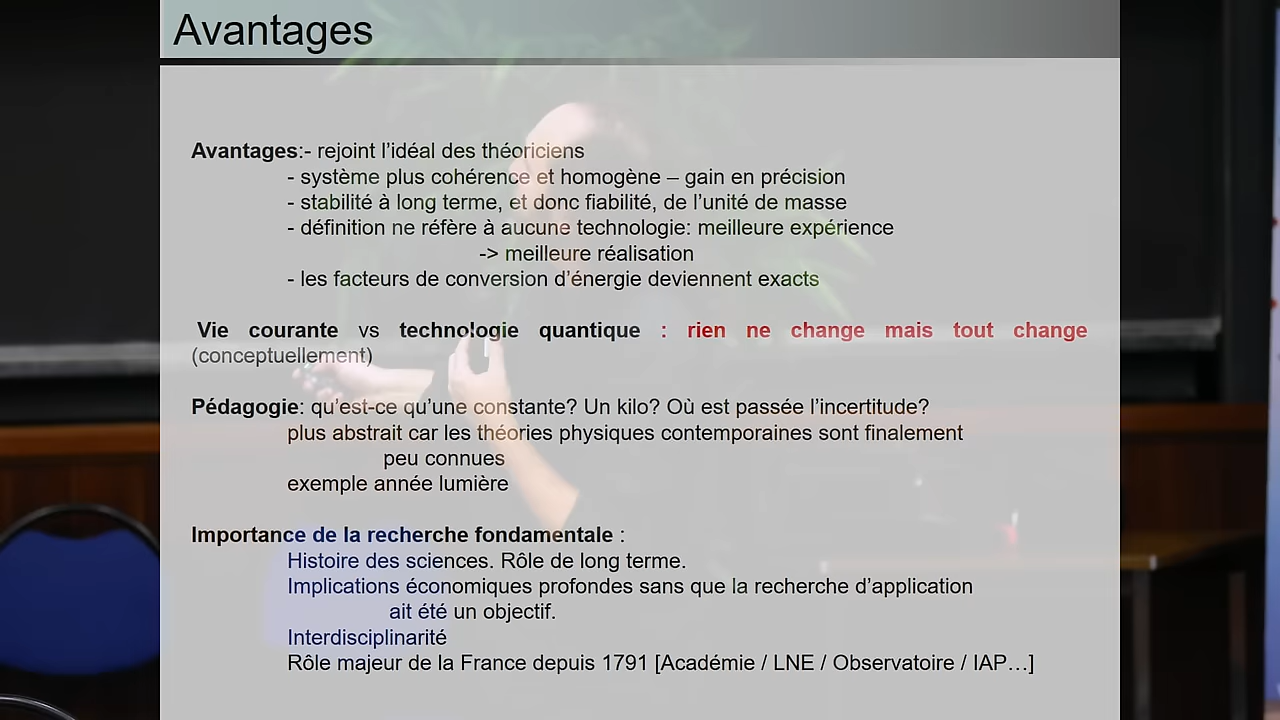 Avantages
Avantages:- rejoint l'idéal des théoriciens
- système plus cohérence et homogène – gain en précision
- stabilité à long terme, et donc fiabilité, de l'unité de masse
- définition ne réfère à aucune technologie: meilleure expérience
-> meilleure réalisation
- les facteurs de conversion d'énergie deviennent exacts
Vie courante vs technologie quantique : rien ne change mais tout change
(conceptuellement)
Pédagogie: qu'est-ce qu'une constante? Un kilo? Où est passée l'incertitude?
plus abstrait car les théories physiques contemporaines sont finalement
peu connues
exemple année lumière
Importance de la recherche fondamentale :
Histoire des sciences. Rôle de long terme.
Implications économiques profondes sans que la recherche d'application
ait été un objectif.
Interdisciplinarité
Rôle majeur de la France depuis 1791 [Académie / LNE / Observatoire / IAP…]